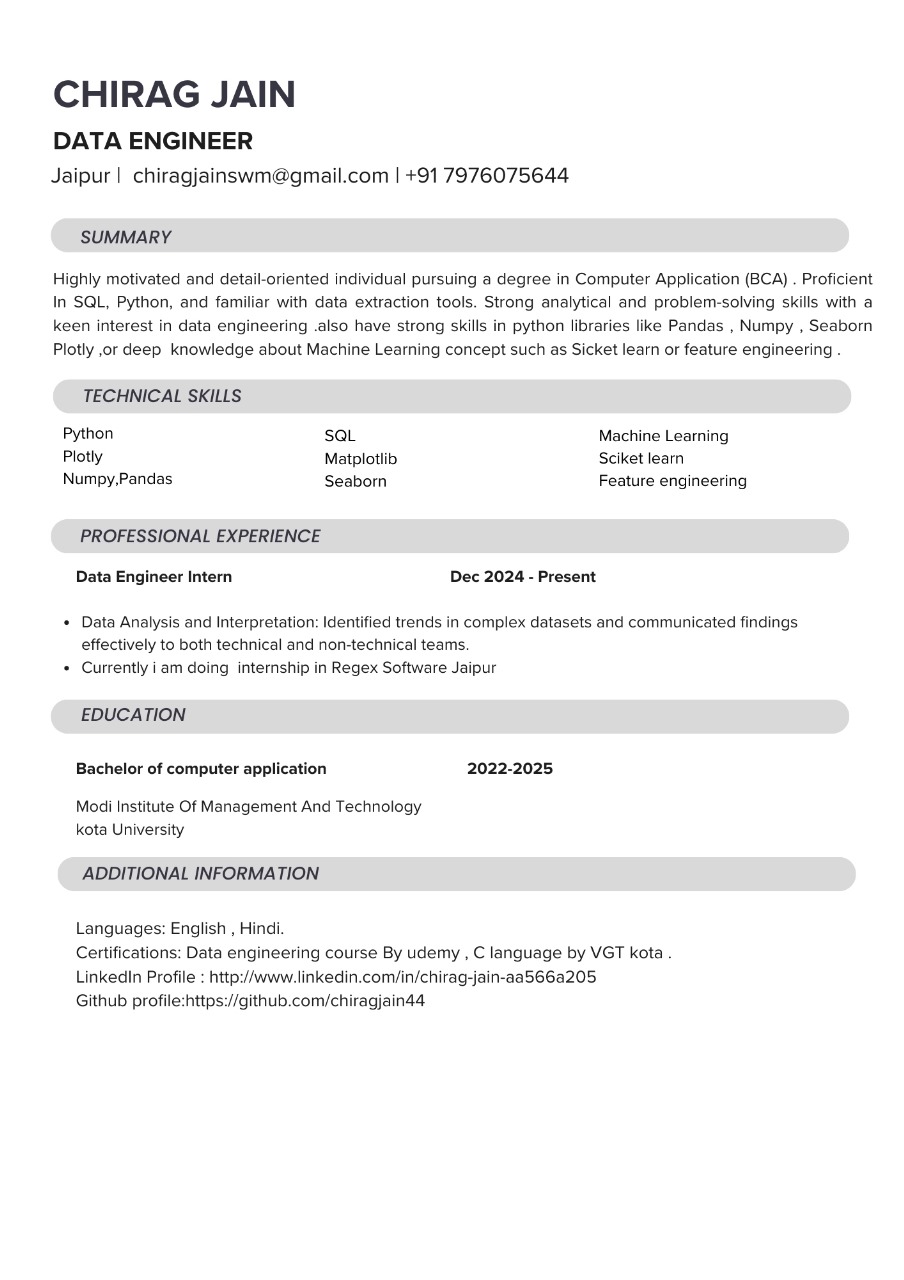 CHIRAG JAIN
DATA ENGINEER
Jaipur | chiragjainswm@gmail.com | +91 7976075644
SUMMARY
Highly motivated and detail-oriented individual pursuing a degree in Computer Application (BCA) . Proficient
In SQL, Python, and familiar with data extraction tools. Strong analytical and problem-solving skills with a
keen interest in data engineering .also have strong skills in python libraries like Pandas , Numpy , Seaborn
Plotly ,or deep knowledge about Machine Learning concept such as Sicket learn or feature engineering .
TECHNICAL SKILLS
Python
Plotly
Numpy,Pandas
SQL
Matplotlib
Seaborn
Machine Learning
Sciket learn
Feature engineering
PROFESSIONAL EXPERIENCE
Data Engineer Intern Dec 2024 - Present
• Data Analysis and Interpretation: Identified trends in complex datasets and communicated findings
effectively to both technical and non-technical teams.
• Currently i am doing internship in Regex Software Jaipur
EDUCATION
Bachelor of computer application 2022-2025
Modi Institute Of Management And Technology
kota University
ADDITIONAL INFORMATION
Languages: English , Hindi.
Certifications: Data engineering course By udemy , C language by VGT kota .
LinkedIn Profile : http://www.linkedin.com/in/chirag-jain-aa566a205
Github profile:https://github.com/chiragjain44